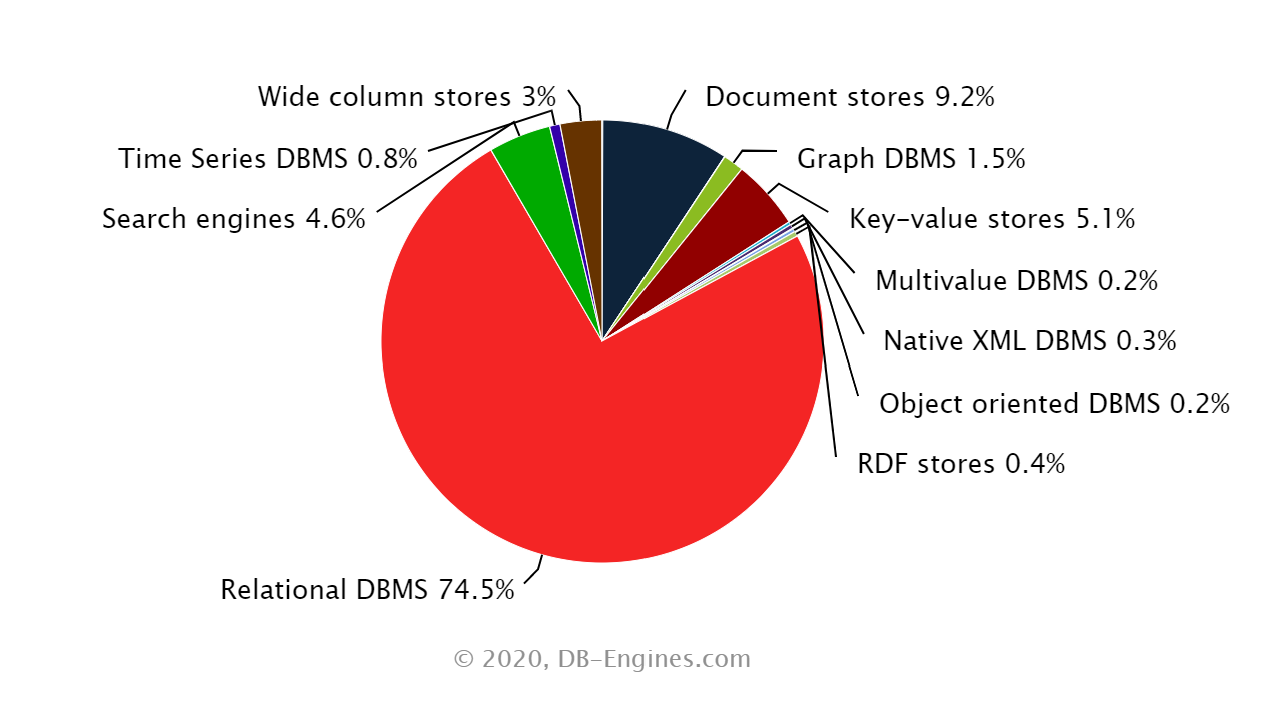 Wide column stores 3%
Document stores 9.2%
Time Series DBMS 0.8%
Graph DBMS 1.5%
Search engines 4.6%
Key-value stores 5.1%
Multivalue DBMS 0.2%
Native XML DBMS 0.3%
Object oriented DBMS 0.2%
RDF stores 0.4%
Relational DBMS 74.5%
© 2020, DB-Engines.com